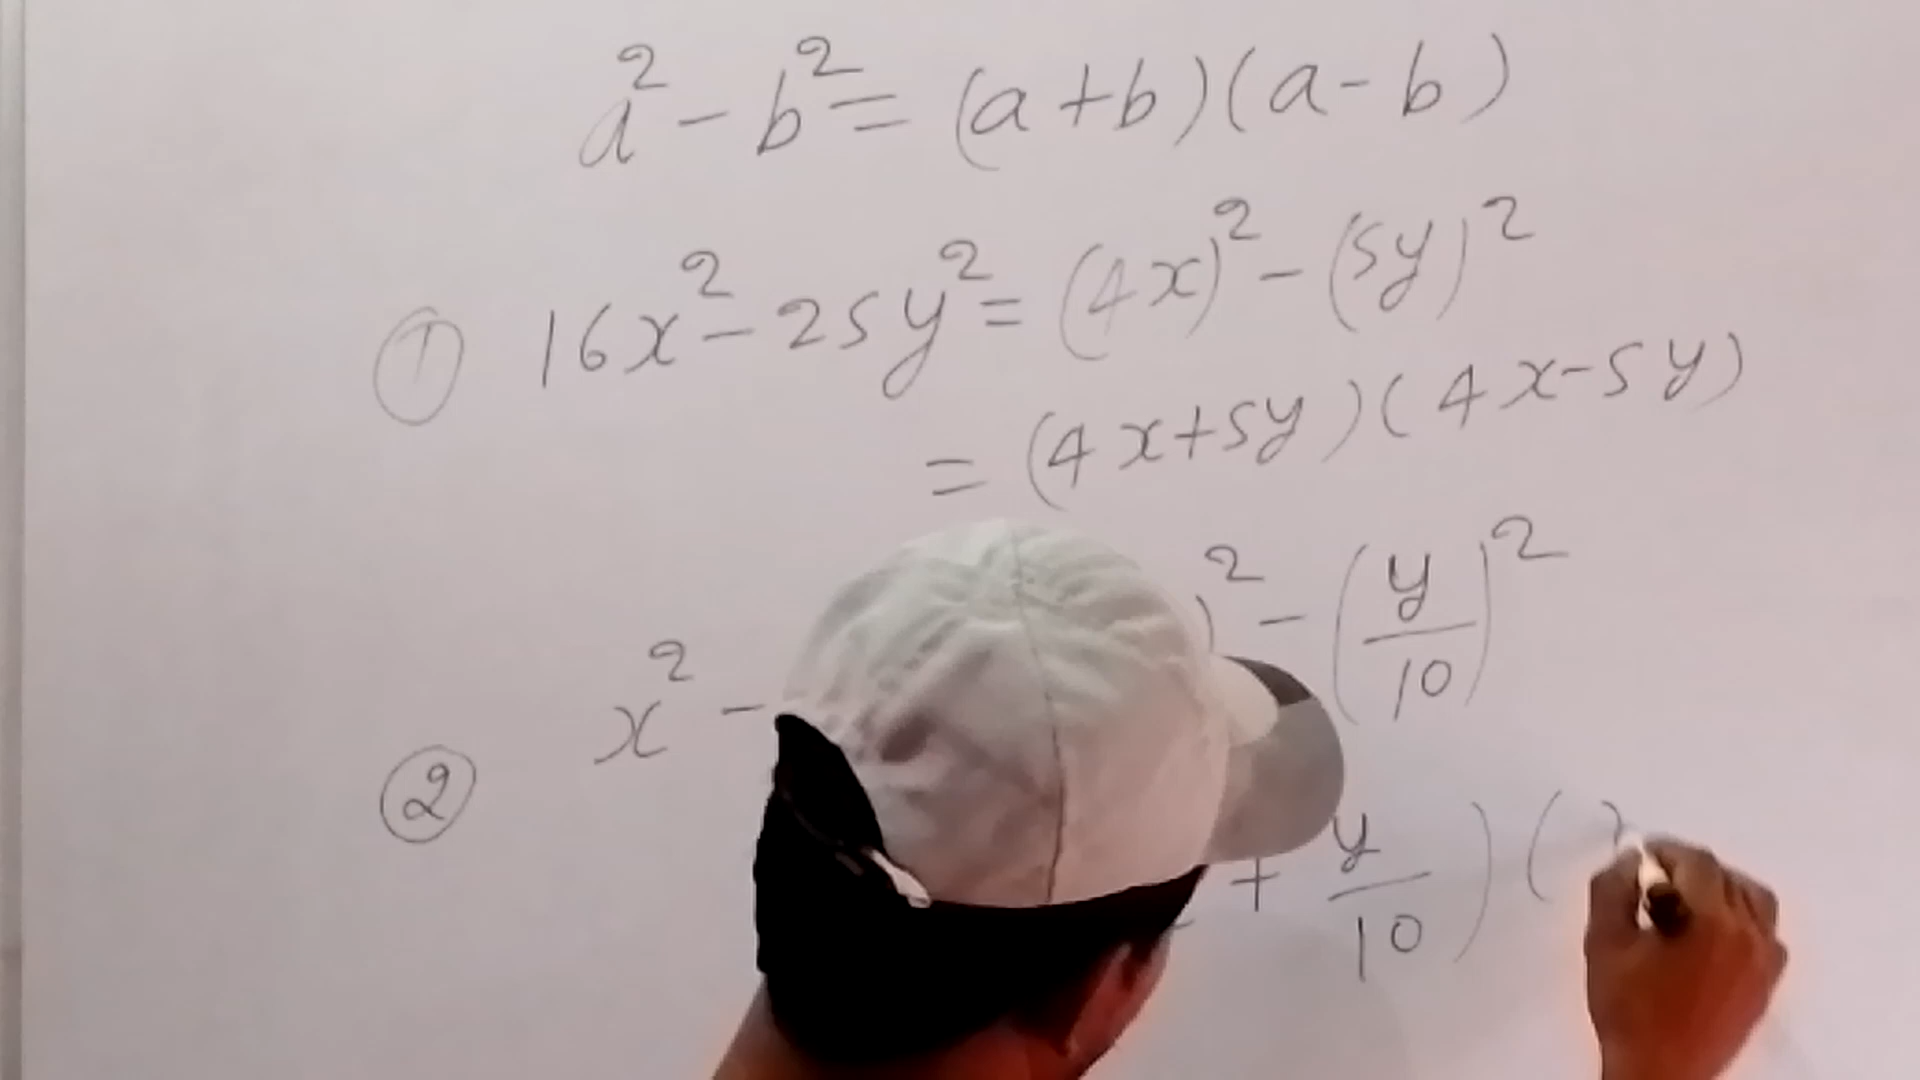 a² - b² = (a + b)(a - b)
① 16x² - 25y² = (4x)² - (5y)²
= (4x + 5y)(4x - 5y)
② x² - )² - (y/10)²
+ y/10)(